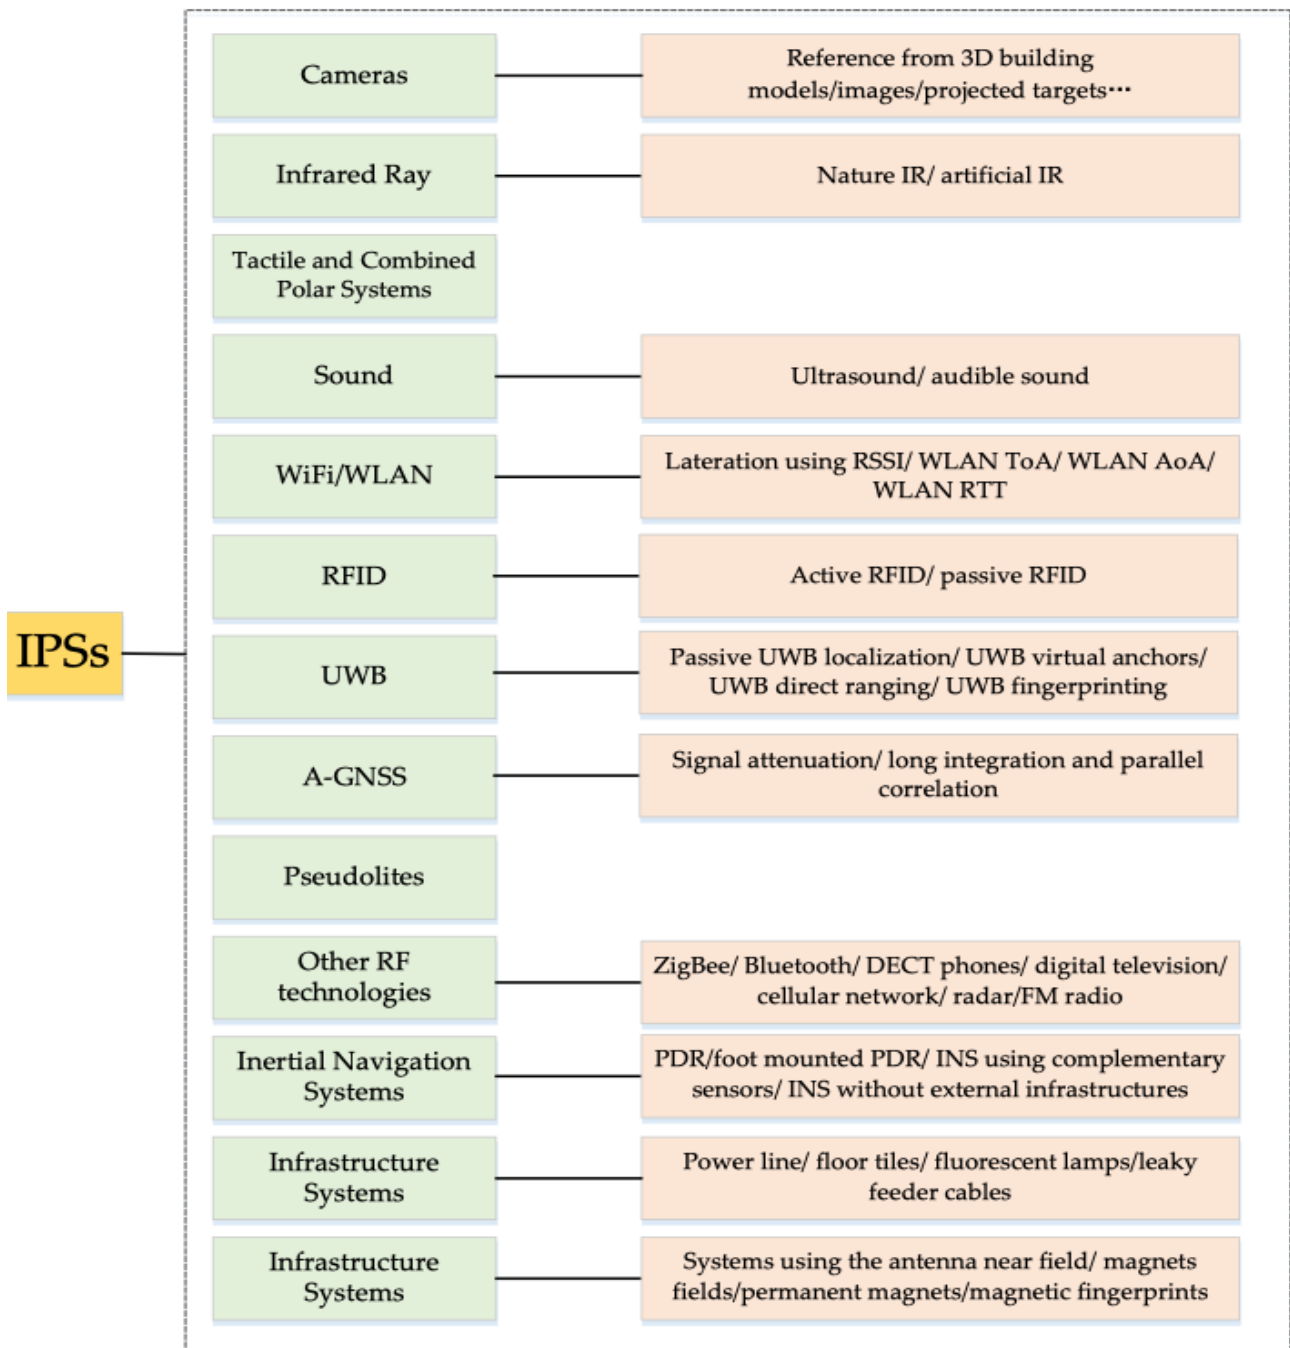 Cameras
Reference from 3D building
models/images/projected targets···
Infrared Ray
Nature IR/ artificial IR
Tactile and Combined
Polar Systems
Sound
Ultrasound/ audible sound
WiFi/WLAN
Lateration using RSSI/ WLAN ToA/ WLAN AoA/
WLAN RTT
RFID
Active RFID/ passive RFID
IPSs
UWB
Passive UWB localization/ UWB virtual anchors/
UWB direct ranging/ UWB fingerprinting
A-GNSS
Signal attenuation/ long integration and parallel
correlation
Pseudolites
Other RF
technologies
ZigBee/ Bluetooth/ DECT phones/ digital television/
cellular network/ radar/FM radio
Inertial Navigation
Systems
PDR/foot mounted PDR/ INS using complementary
sensors/ INS without external infrastructures
Infrastructure
Systems
Power line/ floor tiles/ fluorescent lamps/leaky
feeder cables
Infrastructure
Systems
Systems using the antenna near field/ magnets
fields/permanent magnets/magnetic fingerprints